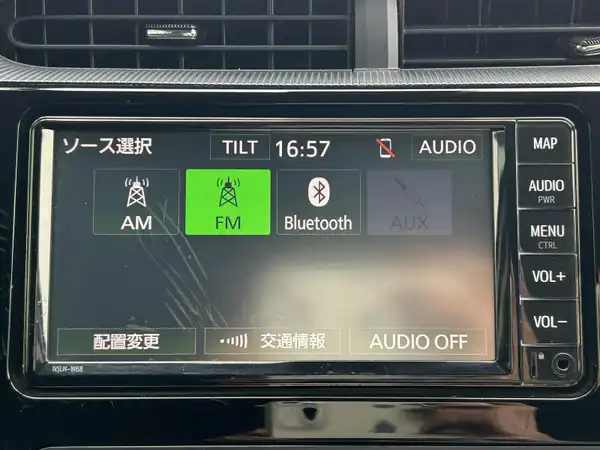 ソース選択 TILT 16:57 AUDIO
AM FM Bluetooth AUX
配置変更 交通情報 AUDIO OFF
NSLN-W68
MAP
AUDIO
PWR
MENU
CTRL
VOL+
VOL−